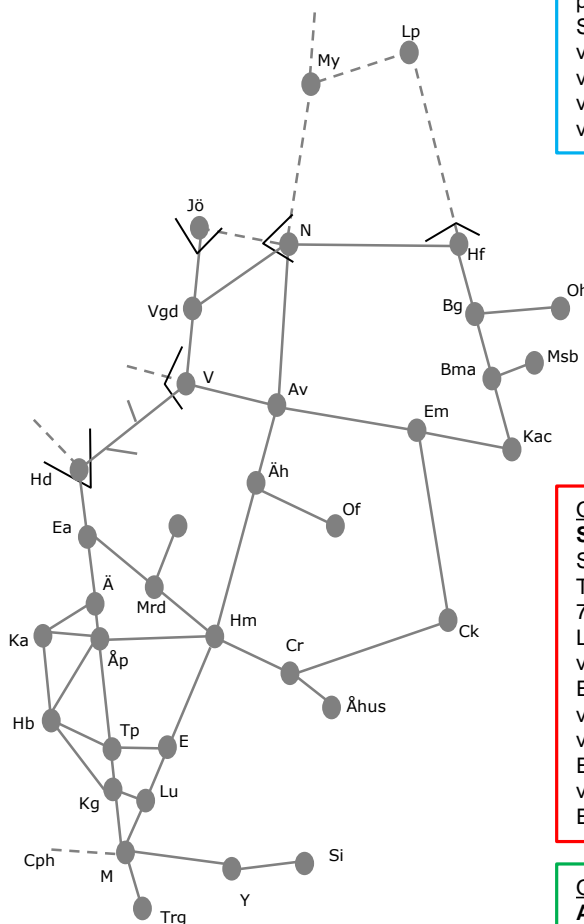 p
S
v
v
v
v
Lp
My
Jö
N
Hf
Vgd
Bg
Oh
Bma
Msb
V
Av
Em
Kac
Hd
Äh
Of
Ea
Mrd
Ä
Hm
Ka
Åp
Cr
Ck
Åhus
Hb
Tp
E
Kg
Lu
Cph
M
Si
Y
Trg
S
S
T
7
L
v
E
v
v
E
v
E
A